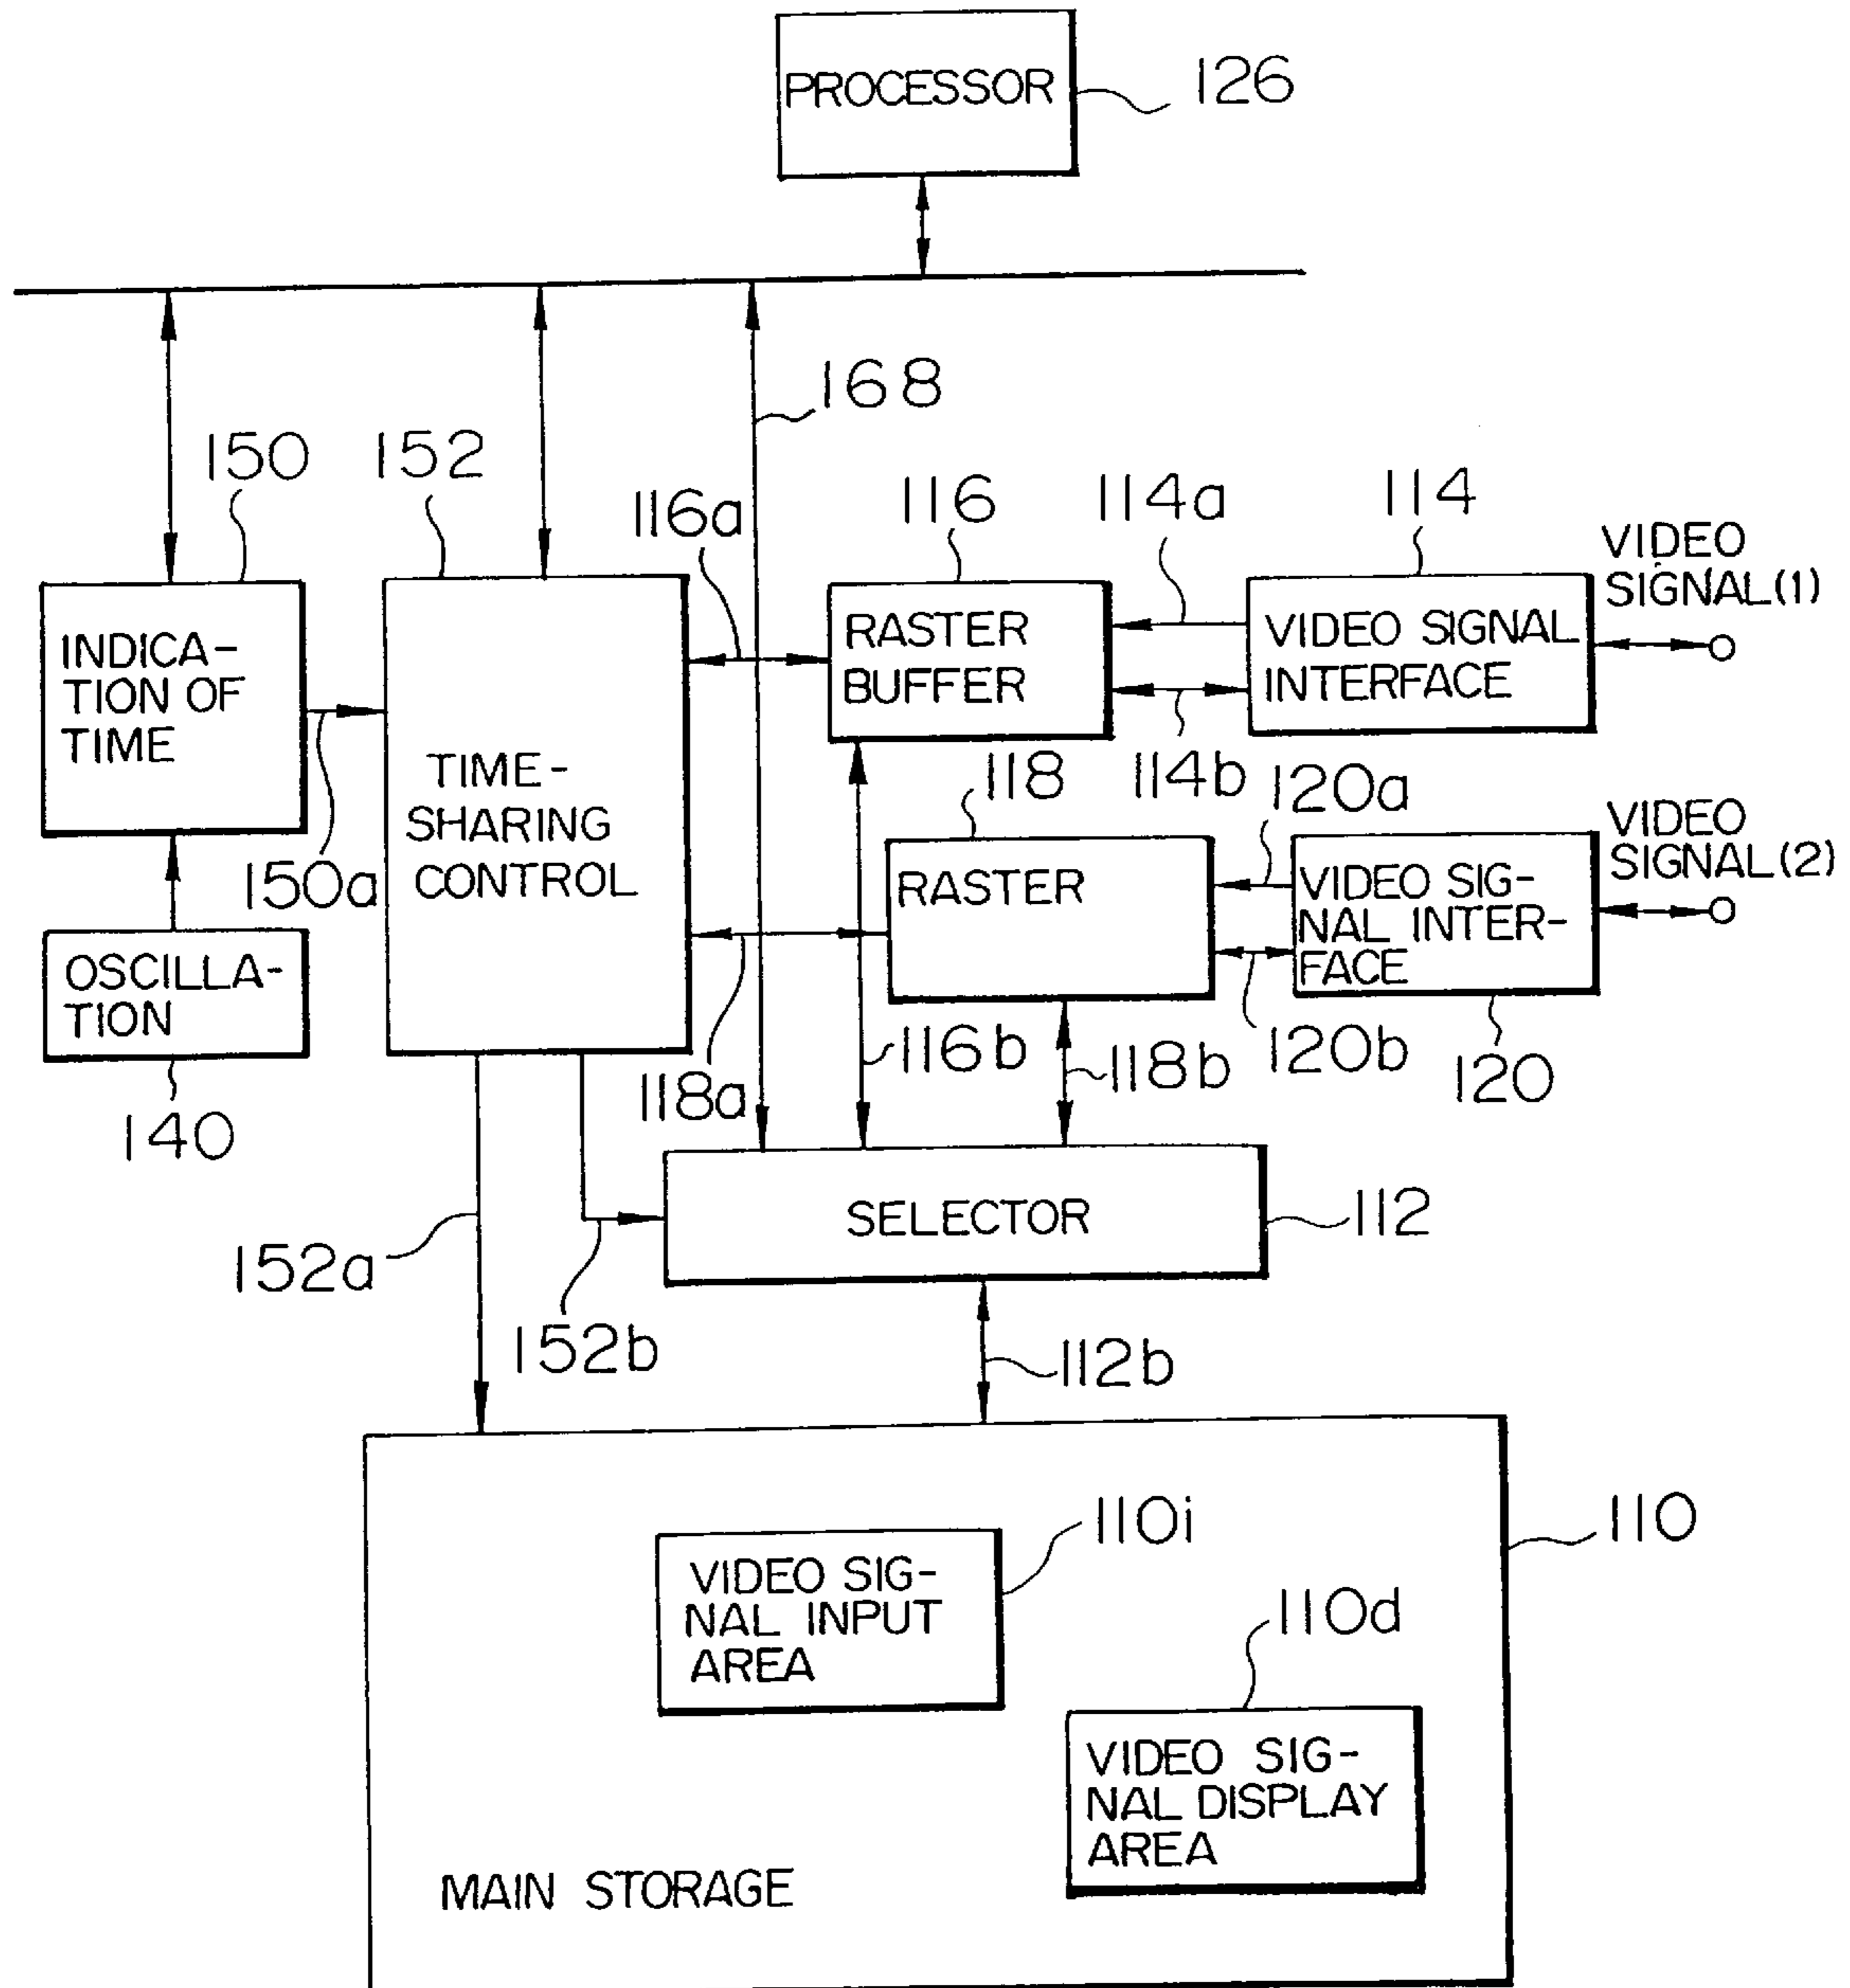 PROCESSOR
126
168
150
152
116a
116
114a
114
VIDEO
SIGNAL(1)
INDICA-
TION OF
TIME
RASTER
BUFFER
VIDEO SIGNAL
INTERFACE
TIME-
SHARING
CONTROL
118
114b
120a
VIDEO
SIGNAL(2)
150a
RASTER
VIDEO SIG-
NAL INTER-
FACE
OSCILLA-
TION
116b
118b
120b
120
118a
140
SELECTOR
112
152a
152b
112b
110i
110
VIDEO SIG-
NAL INPUT
AREA
110d
VIDEO SIG-
NAL DISPLAY
AREA
MAIN STORAGE